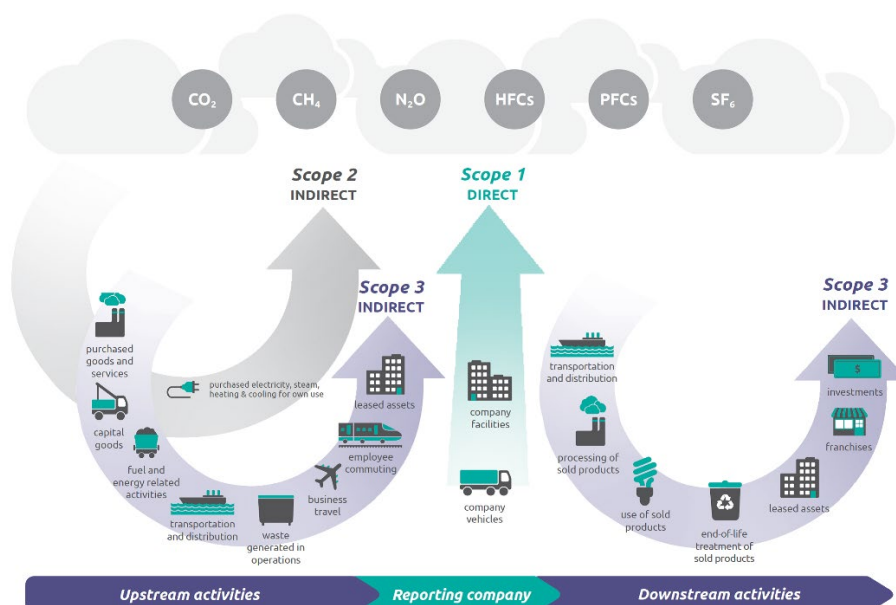 CO₂
CH₄
N₂O
HFCs
PFCs
SF₆
Scope 2
INDIRECT
Scope 1
DIRECT
Scope 3
INDIRECT
Scope 3
INDIRECT
purchased
goods and
services
capital
goods
fuel and
energy related
activities
transportation
and distribution
waste
generated in
operations
business
travel
employee
commuting
leased assets
purchased electricity, steam,
heating & cooling for own use
company
facilities
company
vehicles
transportation
and distribution
processing of
sold products
use of sold
products
end-of-life
treatment of
sold products
leased assets
franchises
$
investments
Upstream activities
Reporting company
Downstream activities